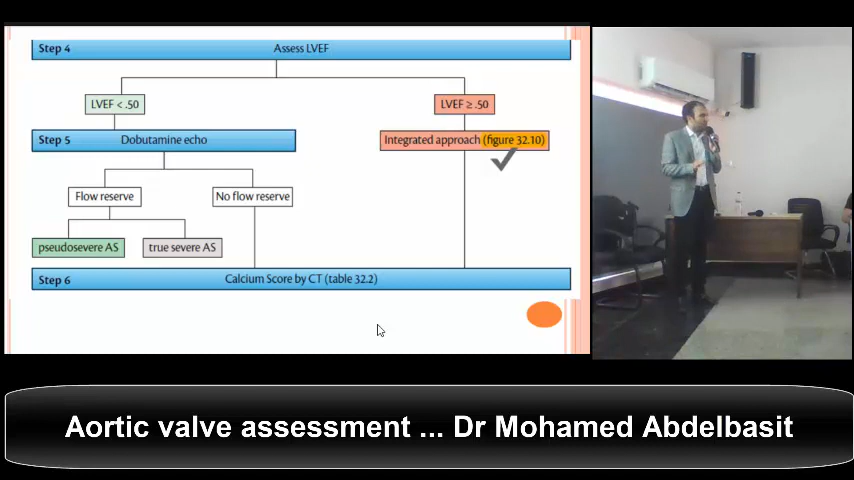 Step 4 Assess LVEF
LVEF < .50
LVEF ≥ .50
Step 5 Dobutamine echo
Integrated approach (figure 32.10)
Flow reserve
No flow reserve
pseudosevere AS
true severe AS
Step 6 Calcium Score by CT (table 32.2)
Aortic valve assessment ... Dr Mohamed Abdelbasit